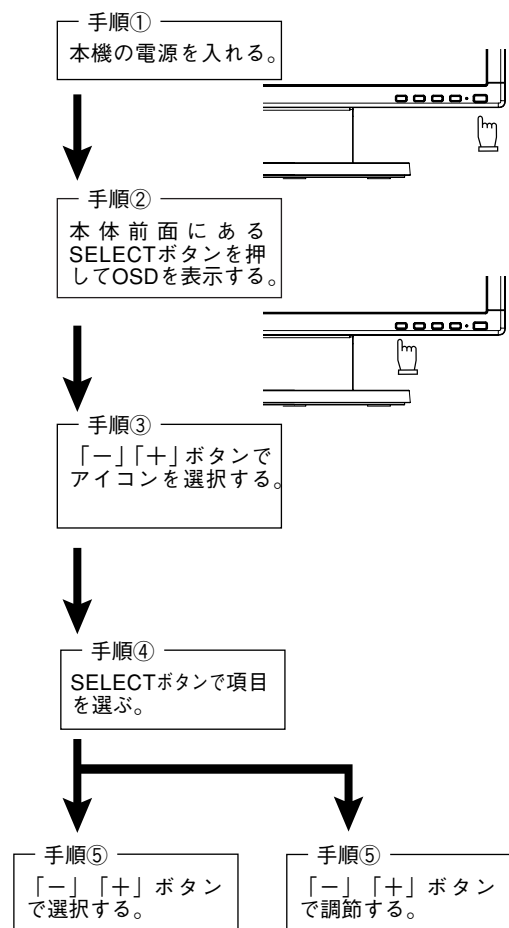 手順①
本機の電源を入れる。
手順②
本体前面にある
SELECTボタンを押
してOSDを表示する。
手順③
「－」「＋」ボタンで
アイコンを選択する。
手順④
SELECTボタンで項目
を選ぶ。
手順⑤
「－」「＋」ボタン
で選択する。
手順⑤
「－」「＋」ボタン
で調節する。